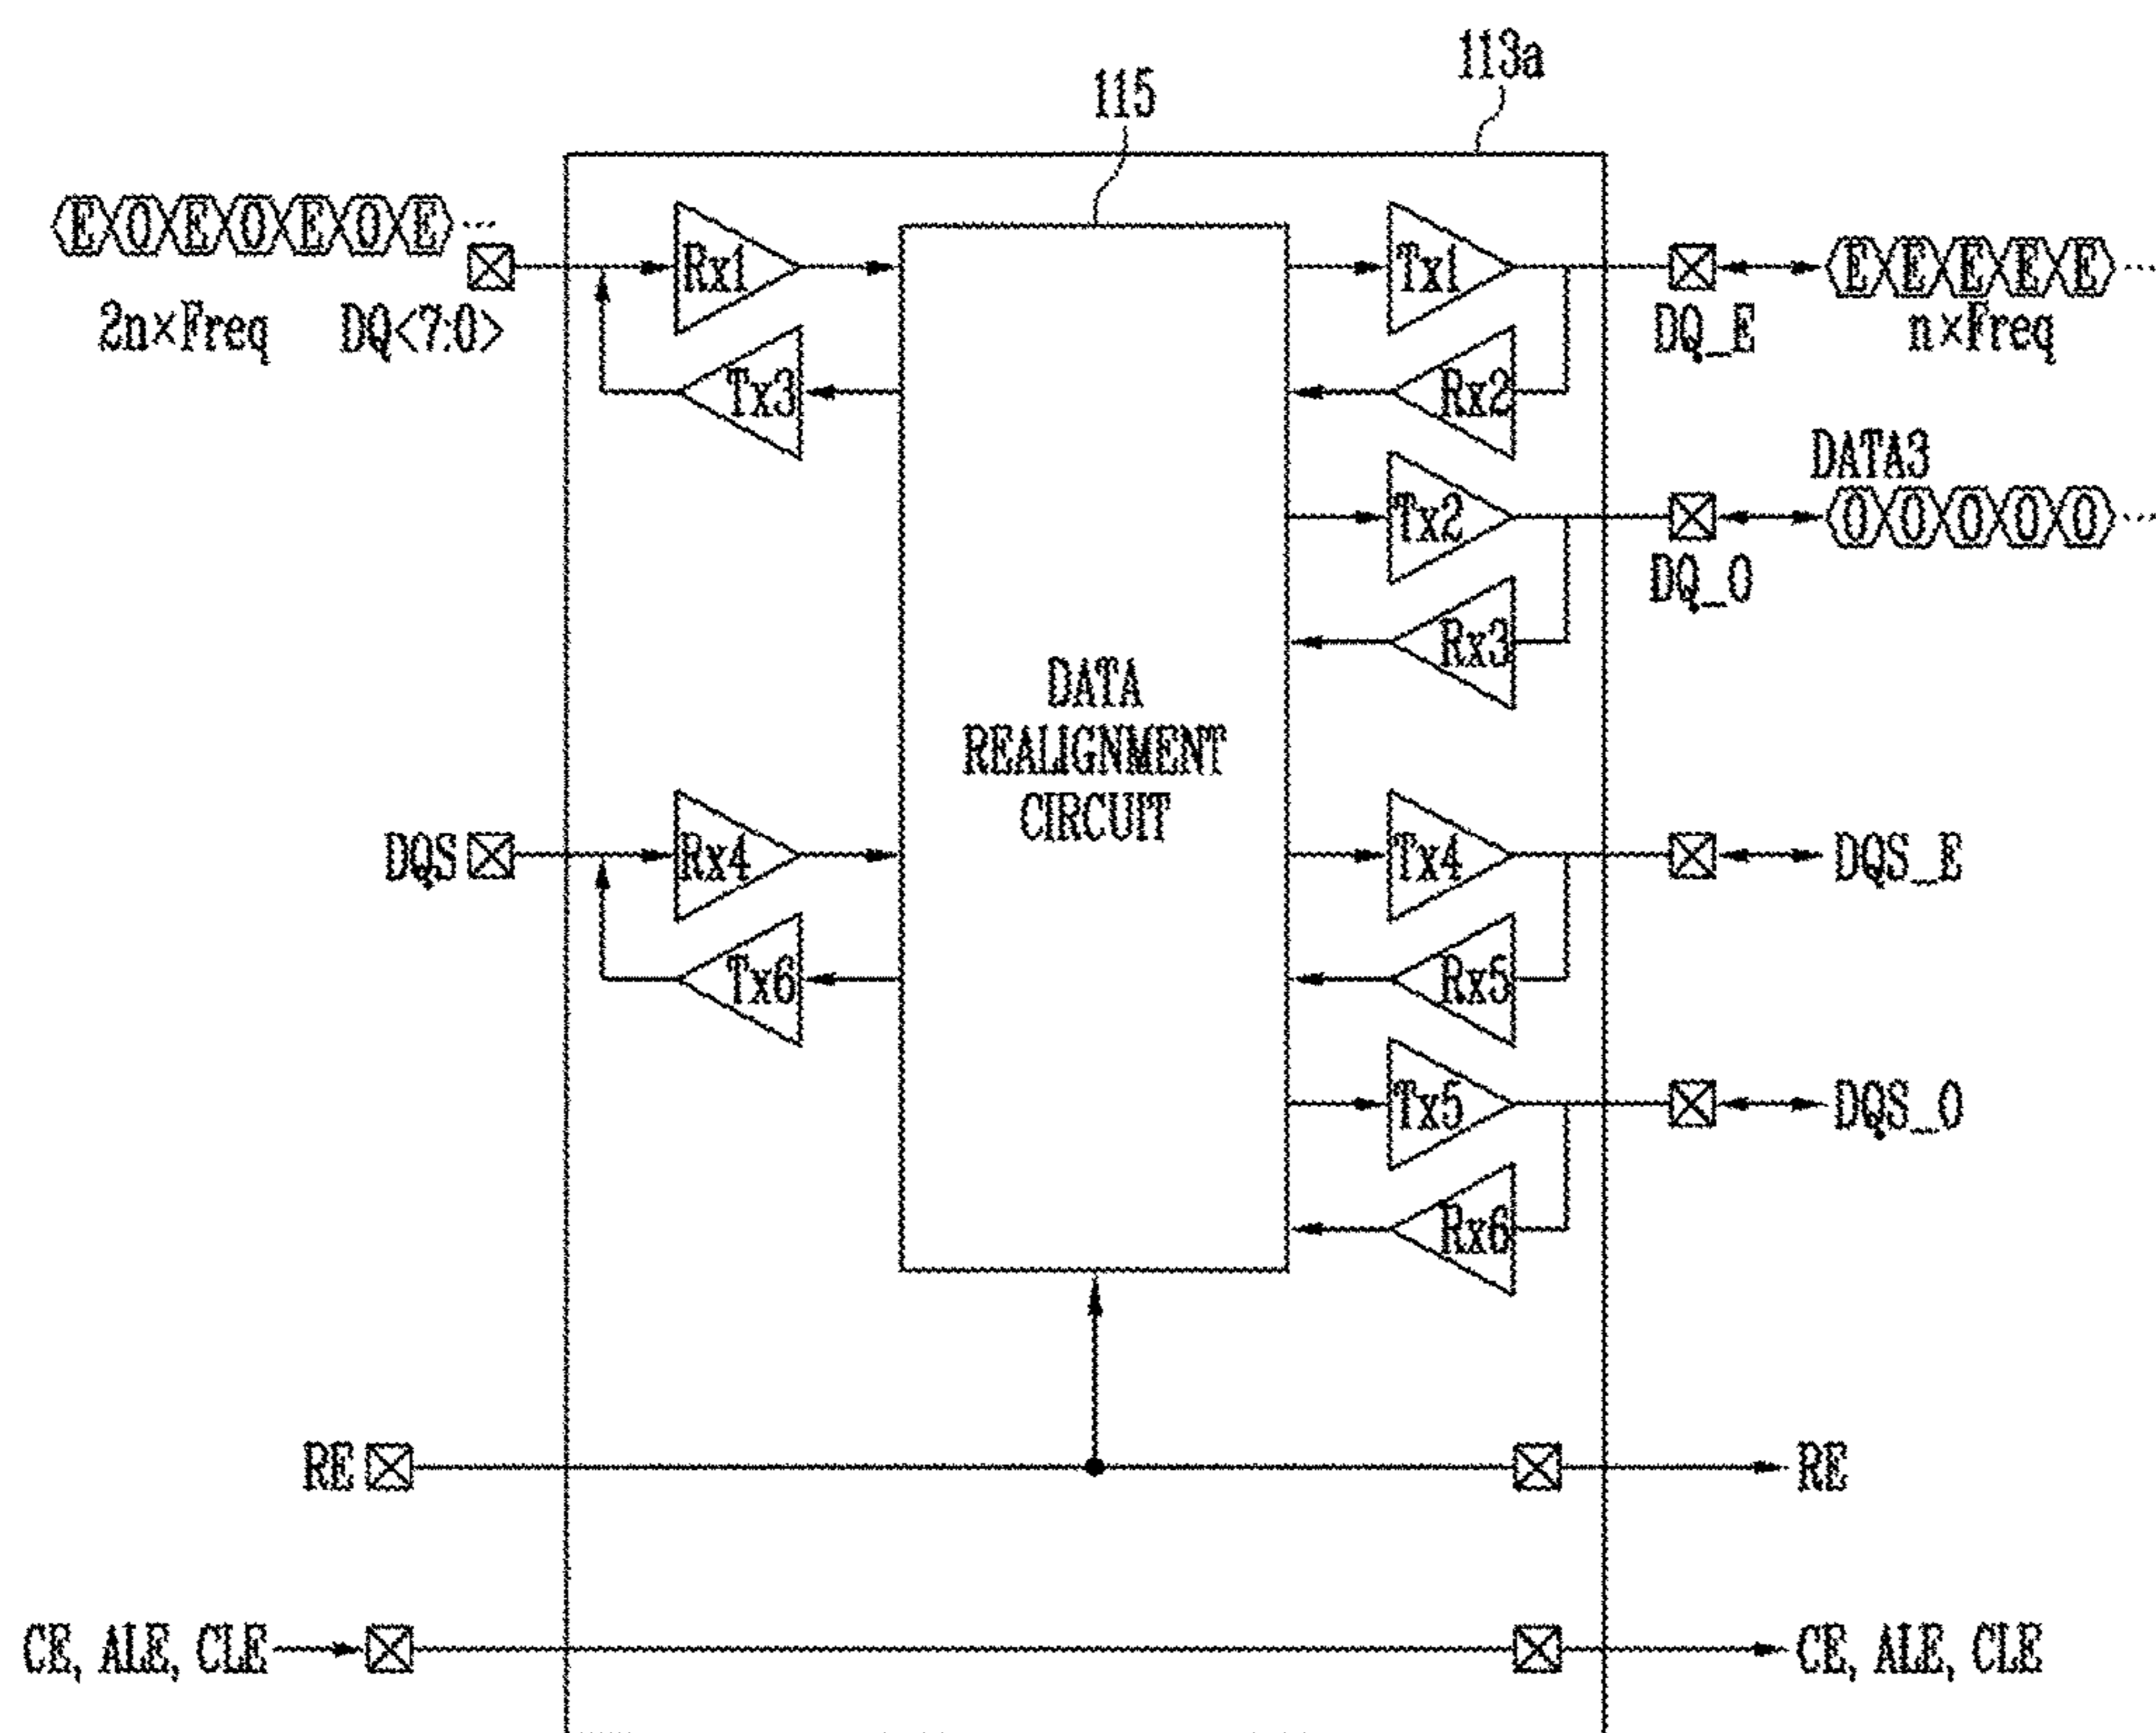 113a
115
E O E O E O E ...
Rx1
Tx1
E E E E E ...
2n×Freq
DQ<7:0>
DQ_E
n×Freq
Tx3
Rx2
DATA3
Tx2
O O O O O ...
DQ_O
Rx3
DATA
REALIGNMENT
CIRCUIT
DQS
Rx4
Tx4
DQS_E
Tx6
Rx5
Tx5
DQS_O
Rx6
RE
RE
CE, ALE, CLE
CE, ALE, CLE